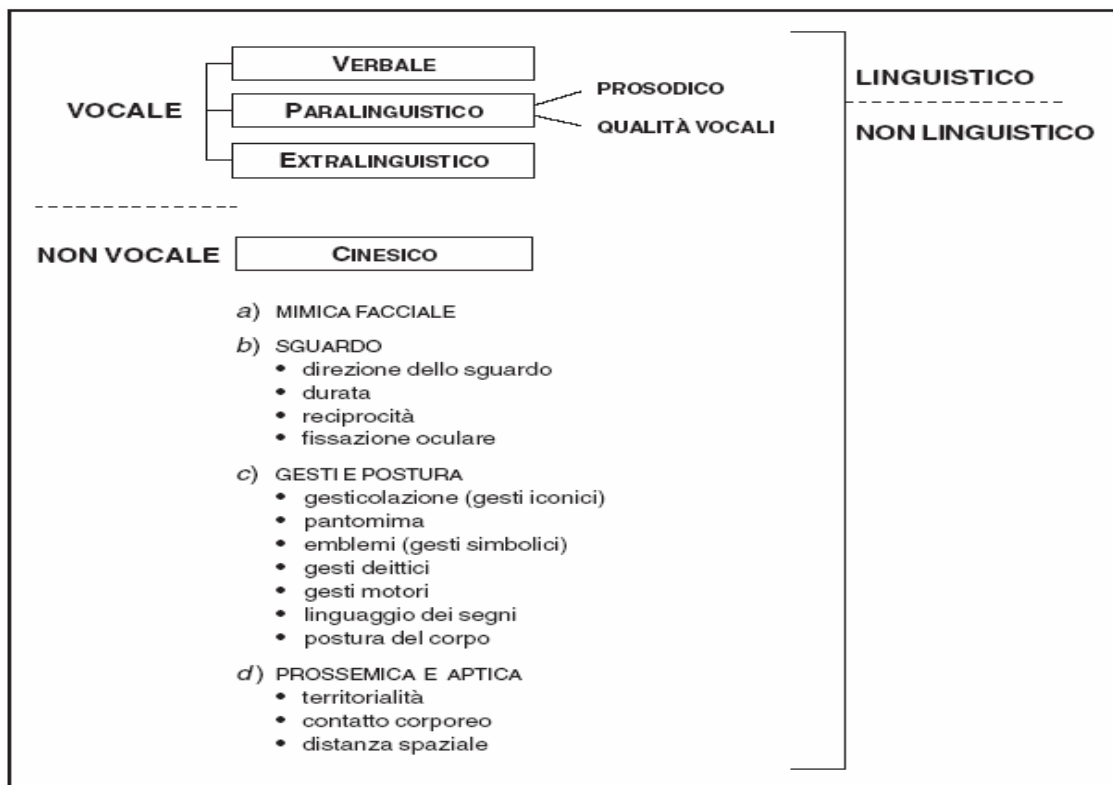 VERBALE
PROSODICO
LINGUISTICO
VOCALE
PARALINGUISTICO
QUALITÀ VOCALI
NON LINGUISTICO
EXTRALINGUISTICO
NON VOCALE
CINESICO
a) MIMICA FACCIALE
b) SGUARDO
• direzione dello sguardo
• durata
• reciprocità
• fissazione oculare
c) GESTI E POSTURA
• gesticolazione (gesti iconici)
• pantomima
• emblemi (gesti simbolici)
• gesti deittici
• gesti motori
• linguaggio dei segni
• postura del corpo
d) PROSSEMICA E APTICA
• territorialità
• contatto corporeo
• distanza spaziale